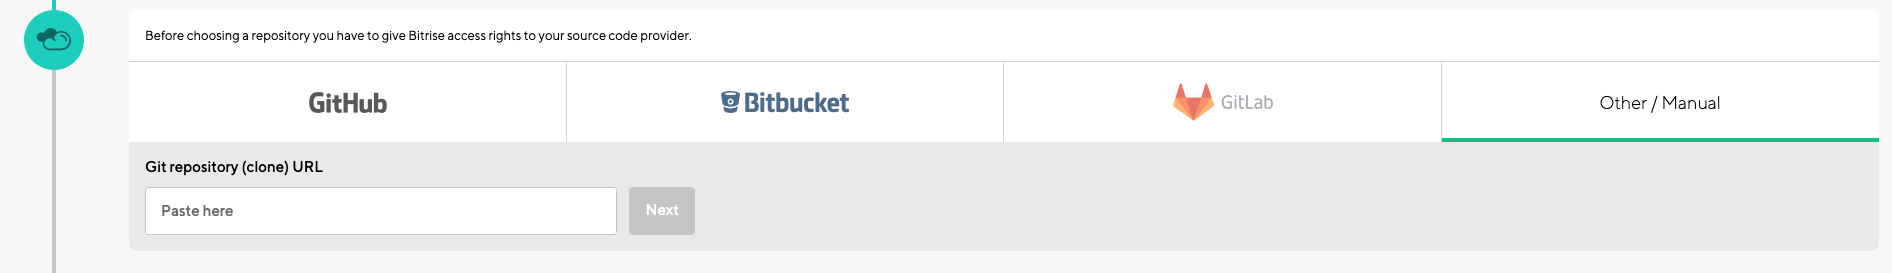 Before choosing a repository you have to give Bitrise access rights to your source code provider.
GitHub
Bitbucket
GitLab
Other / Manual
Git repository (clone) URL
Paste here
Next